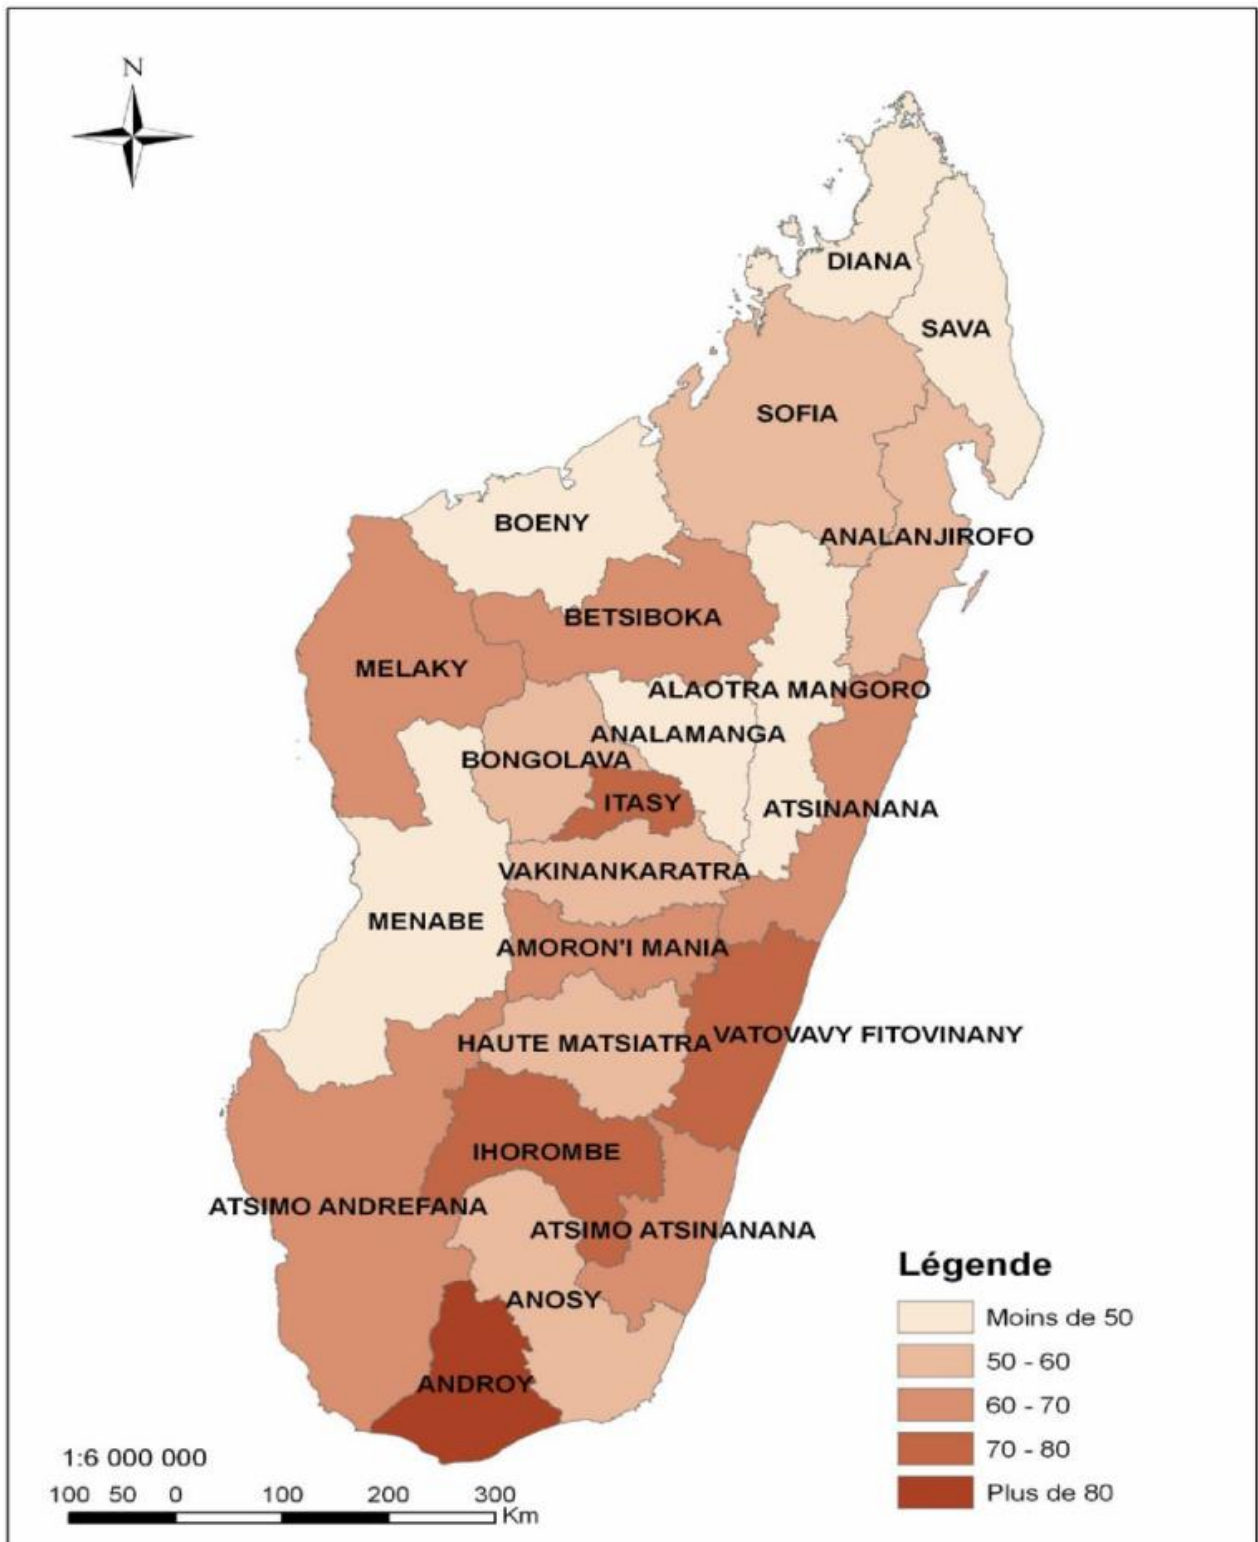 N
DIANA
SAVA
SOFIA
BOENY
ANALANJIROFO
BETSIBOKA
MELAKY
ALAOTRA MANGORO
ANALAMANGA
BONGOLAVA
ITASY
ATSINANANA
VAKINANKARATRA
MENABE
AMORON'I MANIA
HAUTE MATSIATRA
VATOVAVY FITOVINANY
IHOROMBE
ATSIMO ANDREFANA
ATSIMO ATSINANANA
ANOSY
ANDROY
Légende
Moins de 50
50 - 60
60 - 70
70 - 80
Plus de 80
1:6 000 000
100 50 0 100 200 300
Km